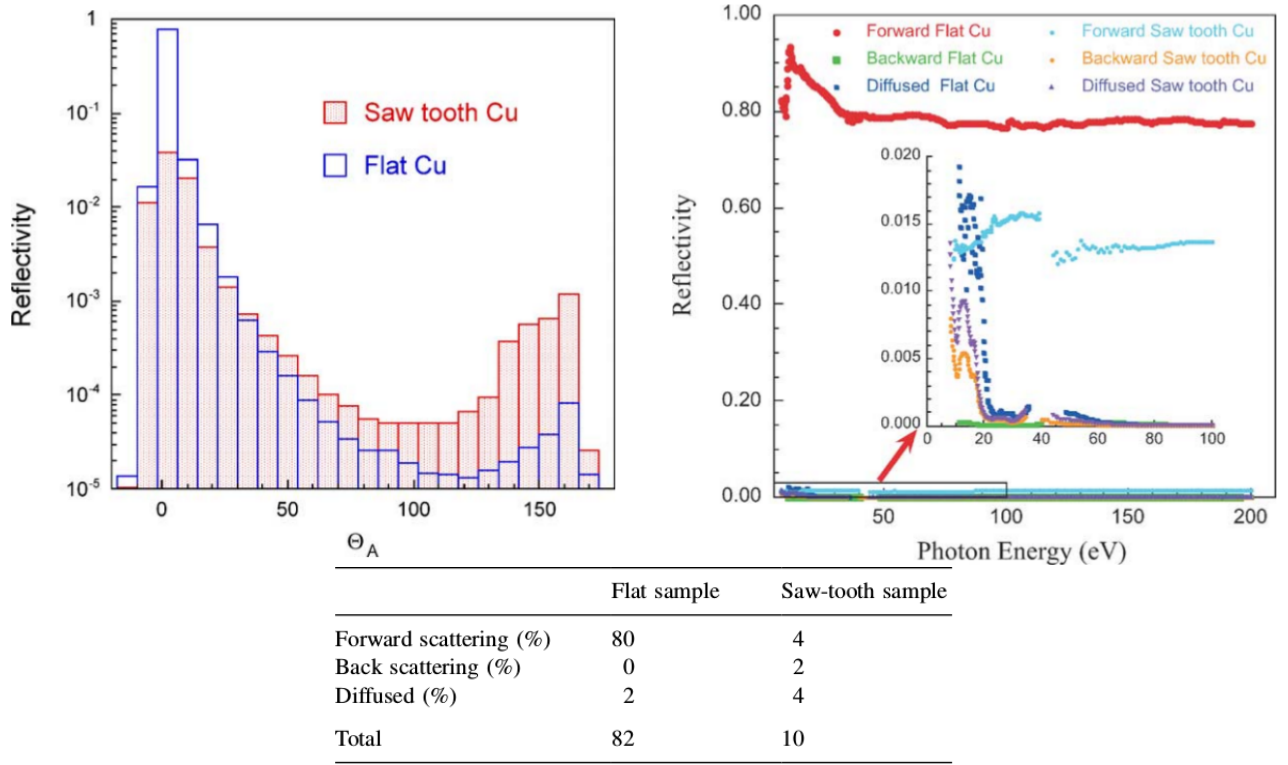 1
10^-1
10^-2
10^-3
10^-4
10^-5
Reflectivity
Saw tooth Cu
Flat Cu
0 50 100 150
Θ_A
1.00
0.80
0.60
0.40
0.20
0.00
Reflectivity
Forward Flat Cu Forward Saw tooth Cu
Backward Flat Cu Backward Saw tooth Cu
Diffused Flat Cu Diffused Saw tooth Cu
0.020
0.015
0.010
0.005
0.000
0 20 40 60 80 100
50 100 150 200
Photon Energy (eV)
Flat sample Saw-tooth sample
Forward scattering (%) 80 4
Back scattering (%) 0 2
Diffused (%) 2 4
Total 82 10